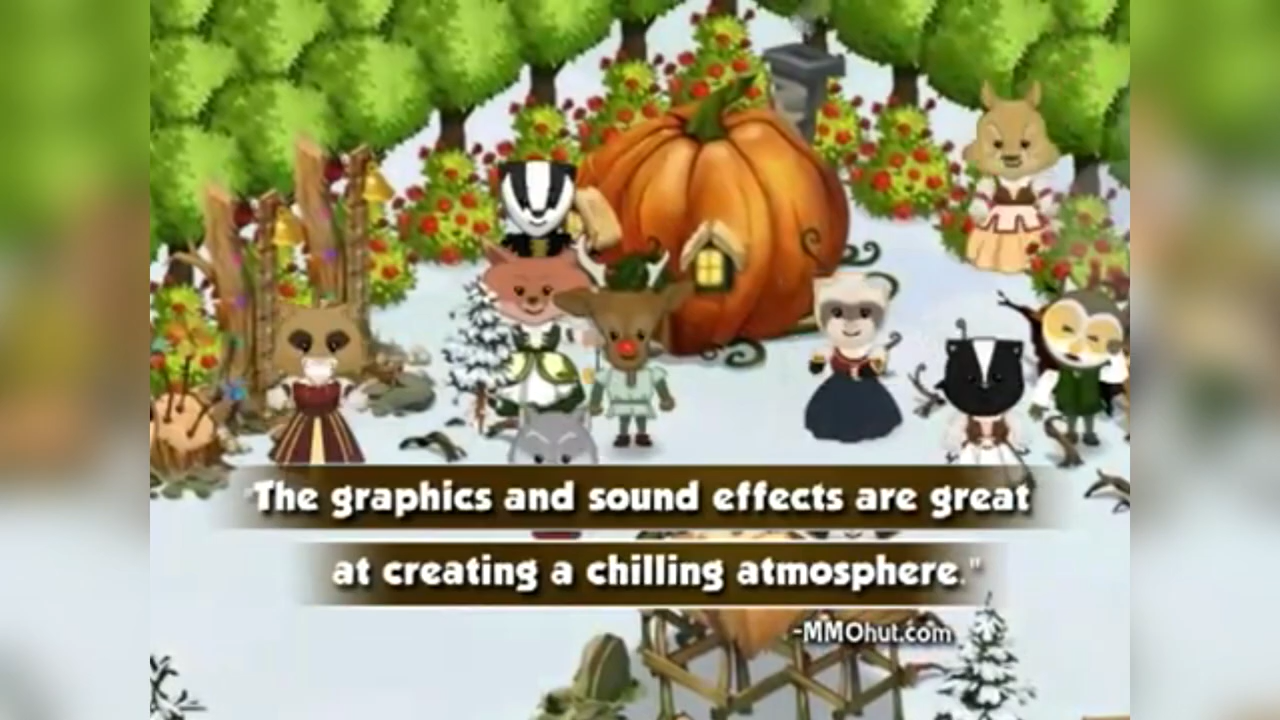 "The graphics and sound effects are great
at creating a chilling atmosphere."
-MMOhut.com